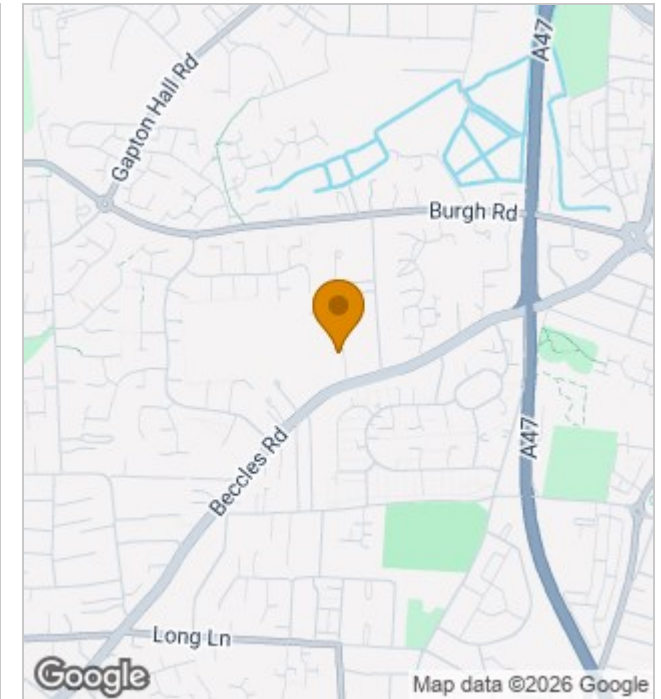 A47
Gapton Hall Rd
Burgh Rd
Beccles Rd
A47
Long Ln
Google
Map data ©2026 Google